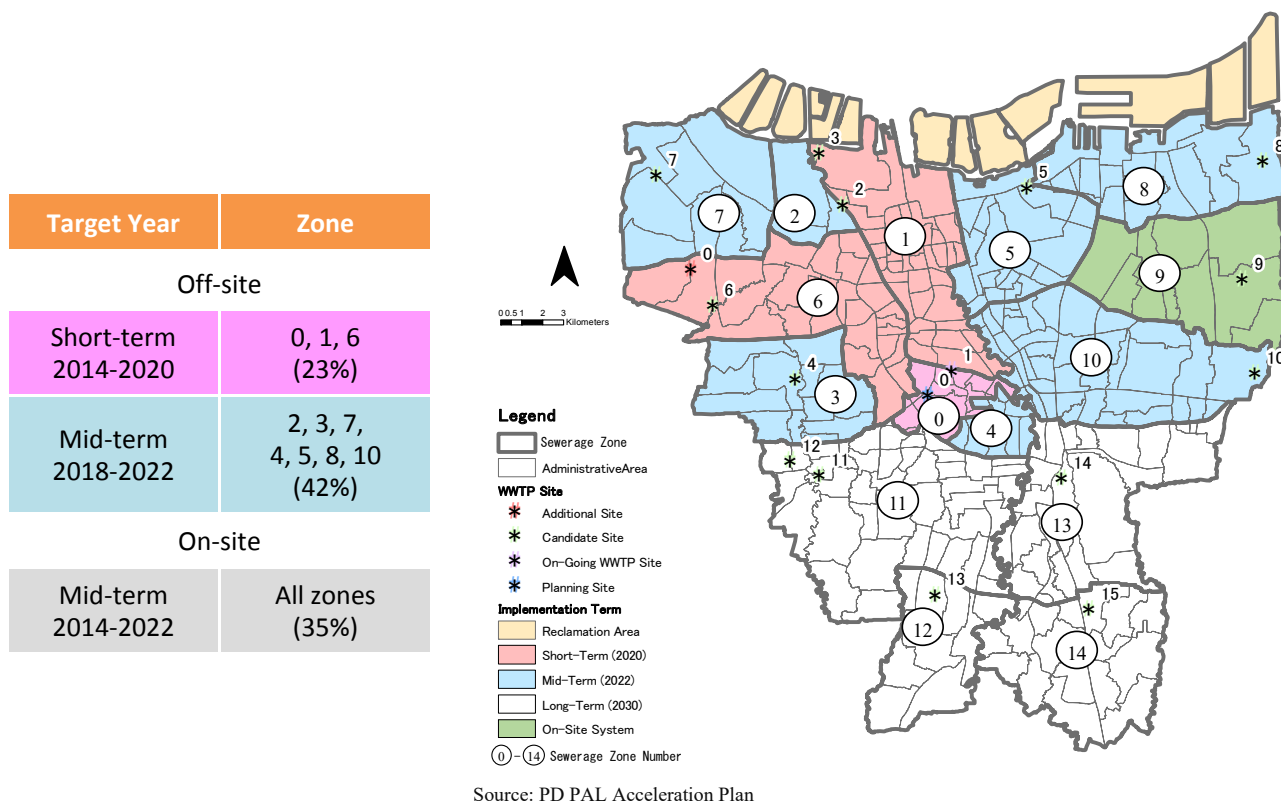 Target Year Zone
Off-site
Short-term 0, 1, 6
2014-2020 (23%)
Mid-term 2, 3, 7,
2018-2022 4, 5, 8, 10
(42%)
On-site
Mid-term All zones
2014-2022 (35%)
3
7
8
5
2
8
7
2
1
0
5
9
9
6
6
0 0.5 1 2 3
Kilometers
10
1
10
4
0
3
0
4
12
11
14
11
13
13
15
12
14
Legend
Sewerage Zone
AdministrativeArea
WWTP Site
Additional Site
Candidate Site
On-Going WWTP Site
Planning Site
Implementation Term
Reclamation Area
Short-Term (2020)
Mid-Term (2022)
Long-Term (2030)
On-Site System
0 - 14 Sewerage Zone Number
Source: PD PAL Acceleration Plan